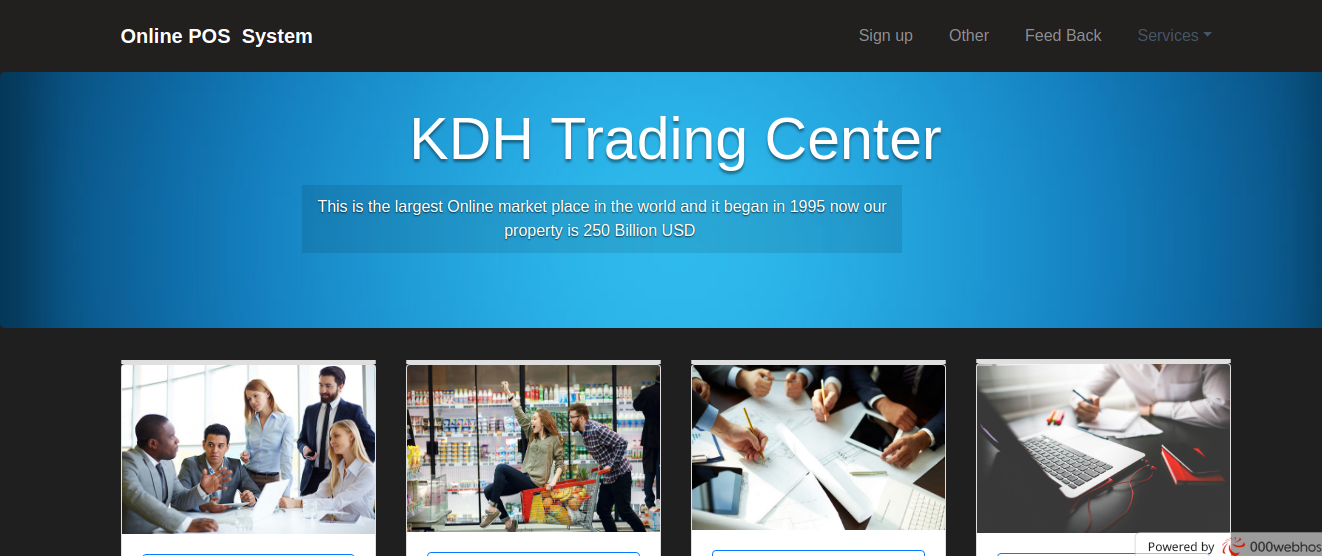 Online POS  System
Sign up
Other
Feed Back
Services
KDH Trading Center
This is the largest Online market place in the world and it began in 1995 now our
property is 250 Billion USD
Powered by 000webhos